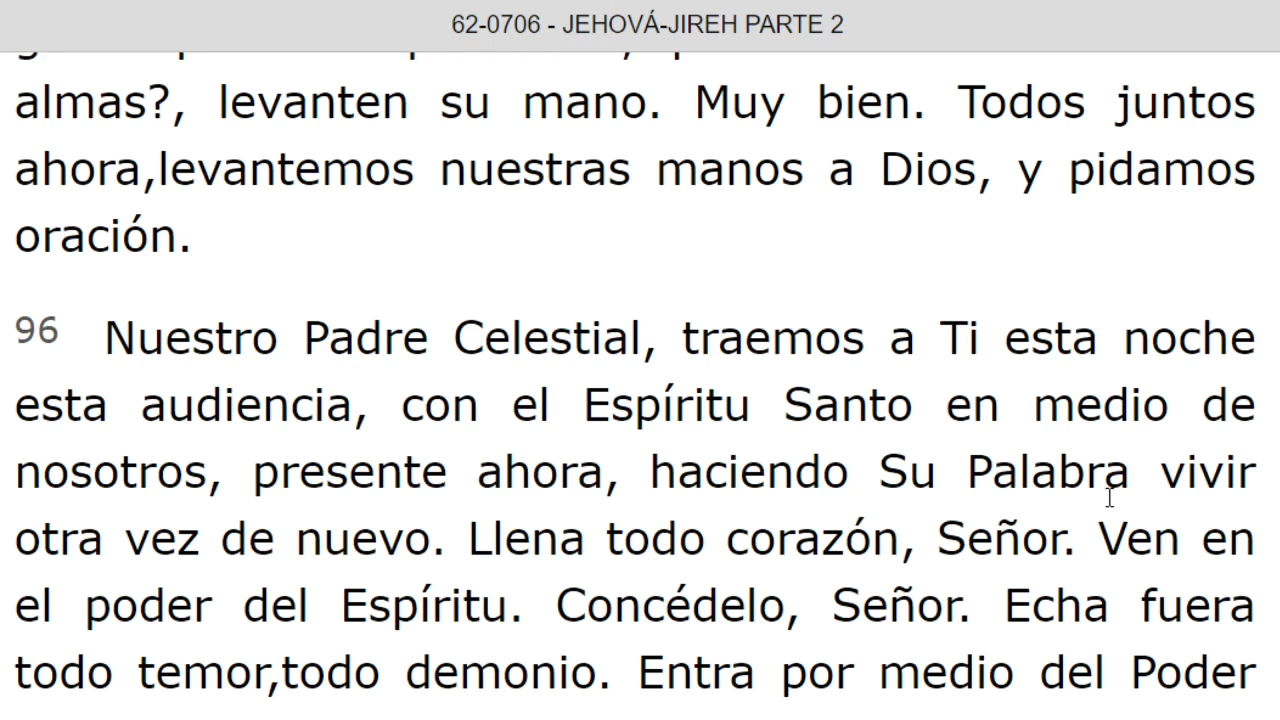 62-0706 - JEHOVÁ-JIREH PARTE 2
almas?, levanten su mano. Muy bien. Todos juntos
ahora,levantemos nuestras manos a Dios, y pidamos
oración.
96 Nuestro Padre Celestial, traemos a Ti esta noche
esta audiencia, con el Espíritu Santo en medio de
nosotros, presente ahora, haciendo Su Palabra vivir
otra vez de nuevo. Llena todo corazón, Señor. Ven en
el poder del Espíritu. Concédelo, Señor. Echa fuera
todo temor,todo demonio. Entra por medio del Poder